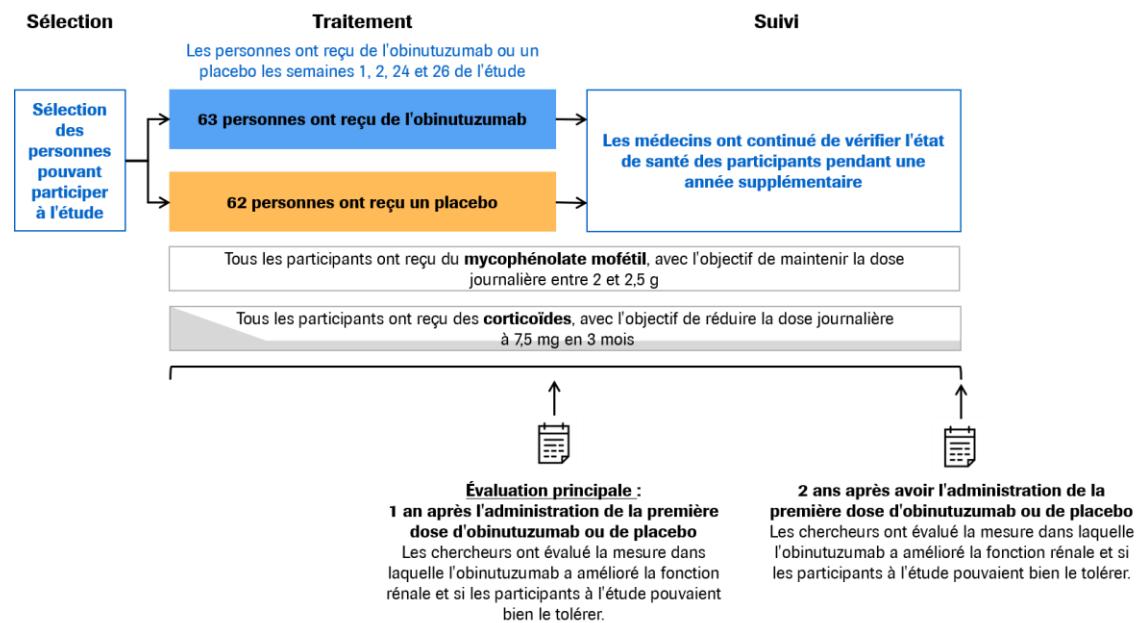 Sélection
Traitement
Suivi
Les personnes ont reçu de l'obinutuzumab ou un
placebo les semaines 1, 2, 24 et 26 de l'étude
Sélection
des
personnes
pouvant
participer
à l'étude
63 personnes ont reçu de l'obinutuzumab
62 personnes ont reçu un placebo
Les médecins ont continué de vérifier l'état
de santé des participants pendant une
année supplémentaire
Tous les participants ont reçu du mycophénolate mofétil, avec l'objectif de maintenir la dose
journalière entre 2 et 2,5 g
Tous les participants ont reçu des corticoïdes, avec l'objectif de réduire la dose journalière
à 7,5 mg en 3 mois
Évaluation principale :
1 an après l'administration de la première
dose d'obinutuzumab ou de placebo
Les chercheurs ont évalué la mesure dans
laquelle l'obinutuzumab a amélioré la fonction
rénale et si les participants à l'étude pouvaient
bien le tolérer.
2 ans après avoir l'administration de la
première dose d'obinutuzumab ou de placebo
Les chercheurs ont évalué la mesure dans laquelle
l'obinutuzumab a amélioré la fonction rénale et si
les participants à l'étude pouvaient bien le tolérer.